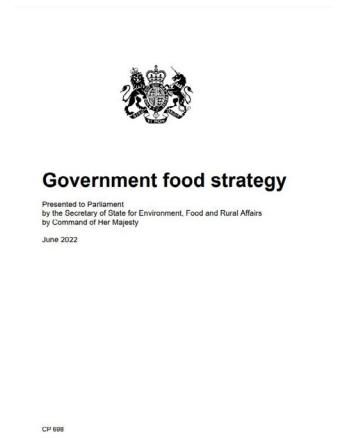 Government food strategy
Presented to Parliament
by the Secretary of State for Environment, Food and Rural Affairs
by Command of Her Majesty
June 2022
CP 698